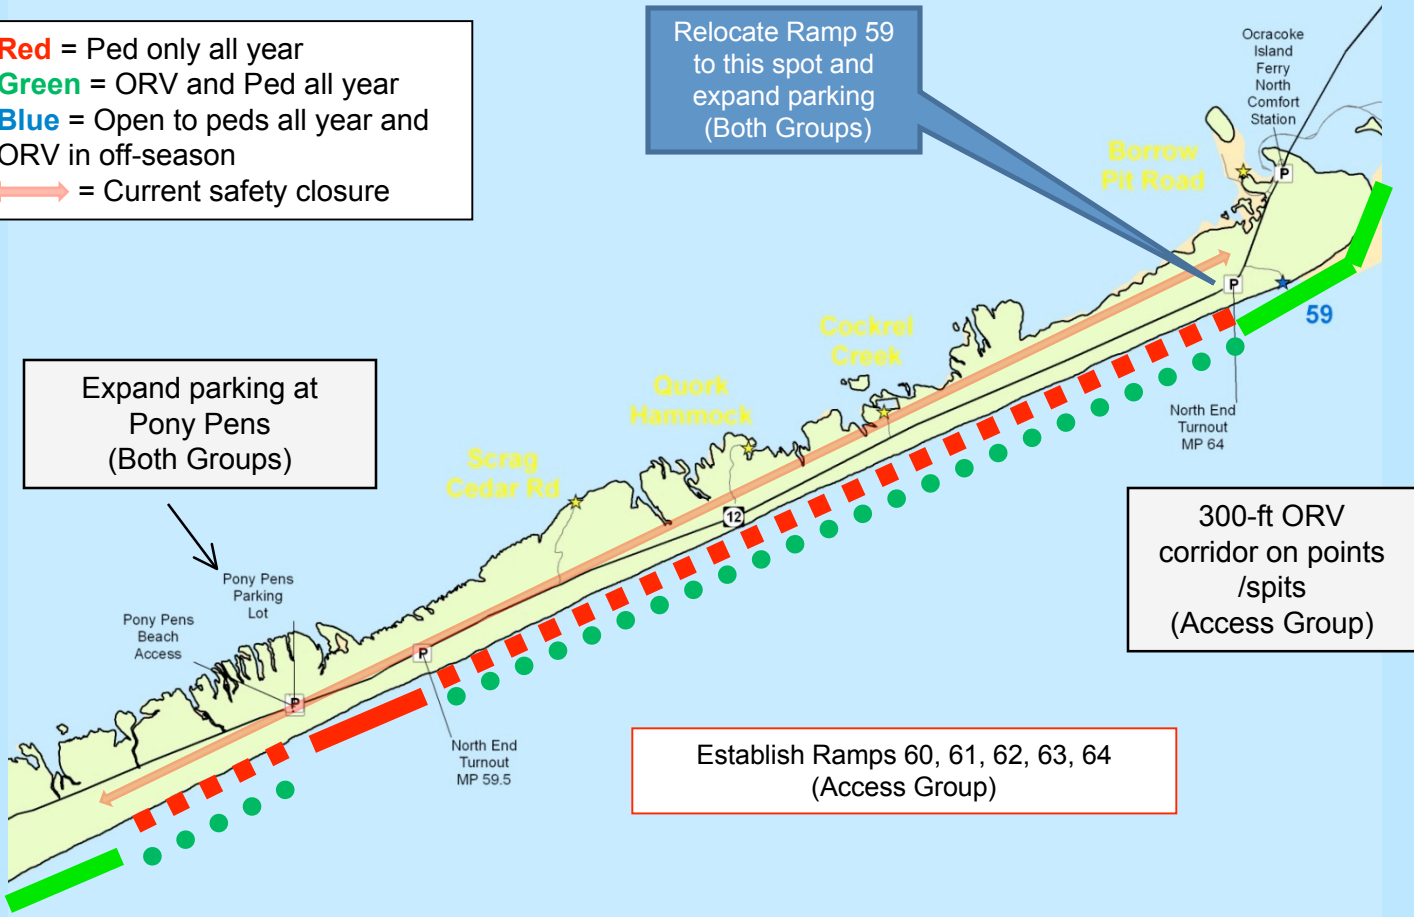 Red = Ped only all year
Green = ORV and Ped all year
Blue = Open to peds all year and
ORV in off-season
= Current safety closure
Relocate Ramp 59
to this spot and
expand parking
(Both Groups)
Ocracoke
Island
Ferry
North
Comfort
Station
Borrow
Pit Road
P
P
59
Cockrel
Creek
Quork
Hammock
Scrag
Cedar Rd
12
North End
Turnout
MP 64
Expand parking at
Pony Pens
(Both Groups)
300-ft ORV
corridor on points
/spits
(Access Group)
Pony Pens
Parking
Lot
Pony Pens
Beach
Access
P
P
North End
Turnout
MP 59.5
Establish Ramps 60, 61, 62, 63, 64
(Access Group)